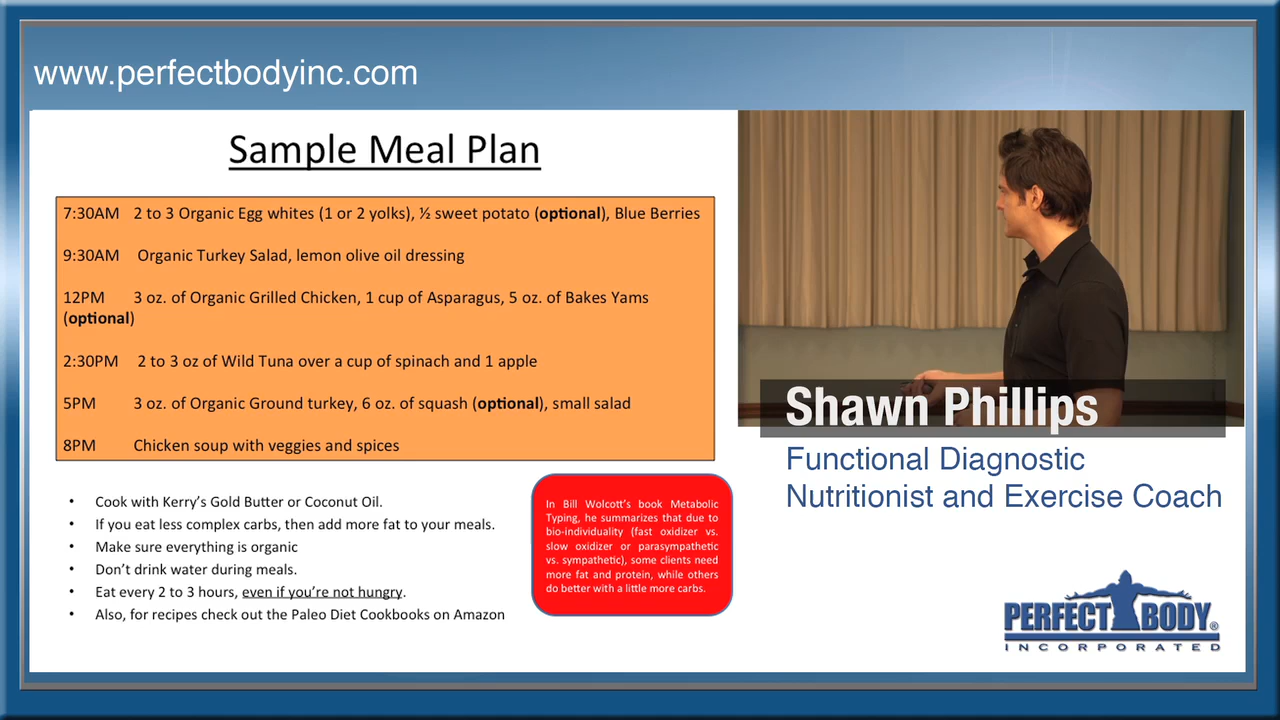 www.perfectbodyinc.com
Sample Meal Plan
7:30AM 2 to 3 Organic Egg whites (1 or 2 yolks), ½ sweet potato (optional), Blue Berries
9:30AM Organic Turkey Salad, lemon olive oil dressing
12PM 3 oz. of Organic Grilled Chicken, 1 cup of Asparagus, 5 oz. of Bakes Yams
(optional)
2:30PM 2 to 3 oz of Wild Tuna over a cup of spinach and 1 apple
5PM 3 oz. of Organic Ground turkey, 6 oz. of squash (optional), small salad
8PM Chicken soup with veggies and spices
• Cook with Kerry's Gold Butter or Coconut Oil.
• If you eat less complex carbs, then add more fat to your meals.
• Make sure everything is organic
• Don't drink water during meals.
• Eat every 2 to 3 hours, even if you're not hungry.
• Also, for recipes check out the Paleo Diet Cookbooks on Amazon
In Bill Wolcott's book Metabolic
Typing, he summarizes that due to
bio-individuality (fast oxidizer vs.
slow oxidizer or parasympathetic
vs. sympathetic), some clients need
more fat and protein, while others
do better with a little more carbs.
Shawn Phillips
Functional Diagnostic
Nutritionist and Exercise Coach
PERFECT BODY®
INCORPORATED